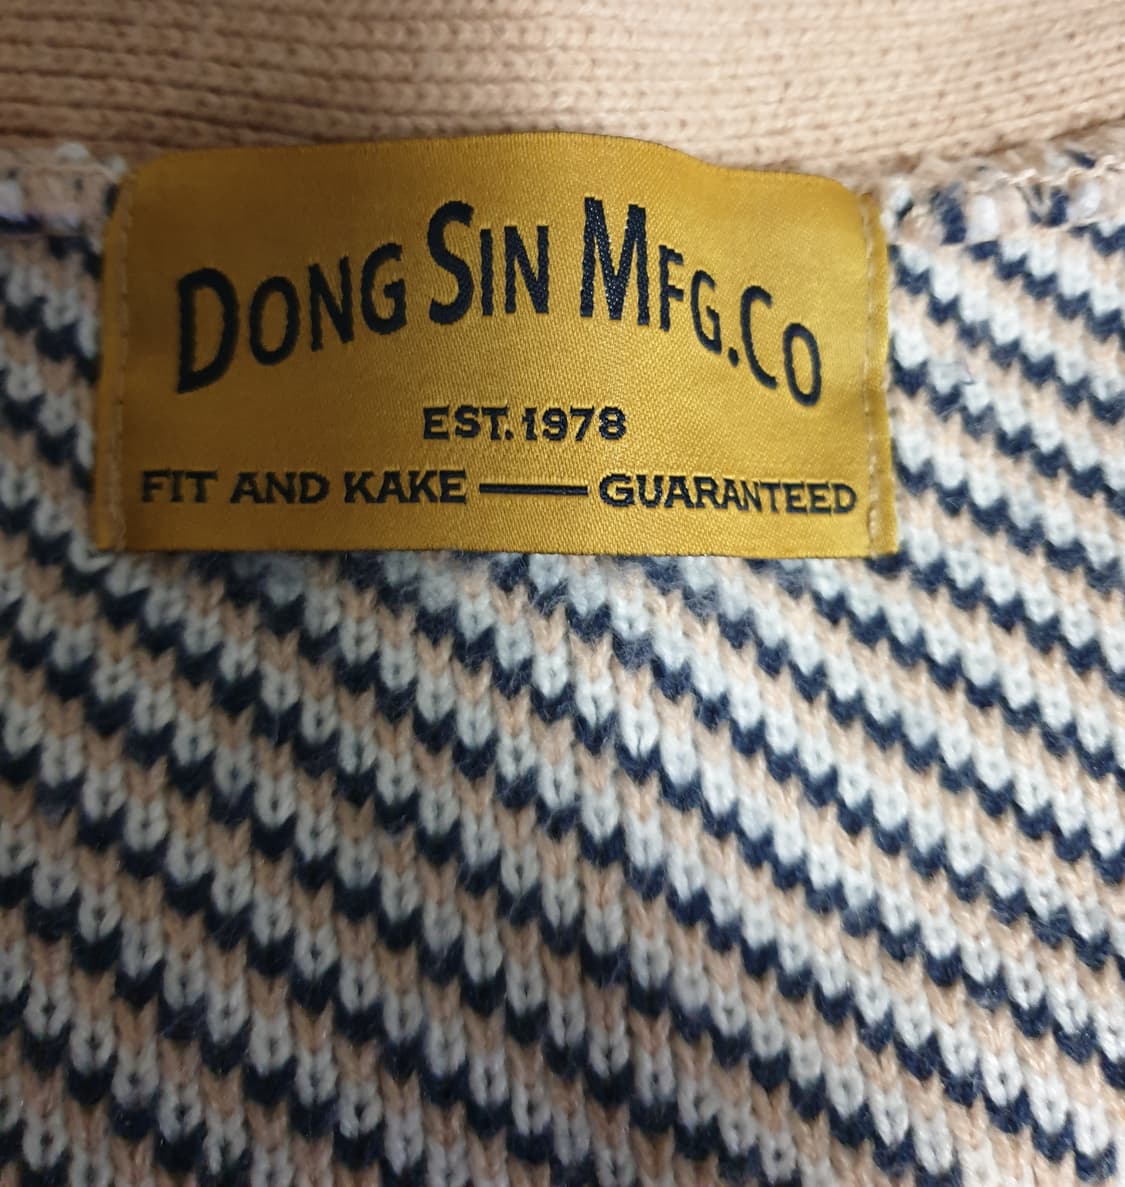 DONG SIN MFG.CO
EST.1978
FIT AND KAKE — GUARANTEED